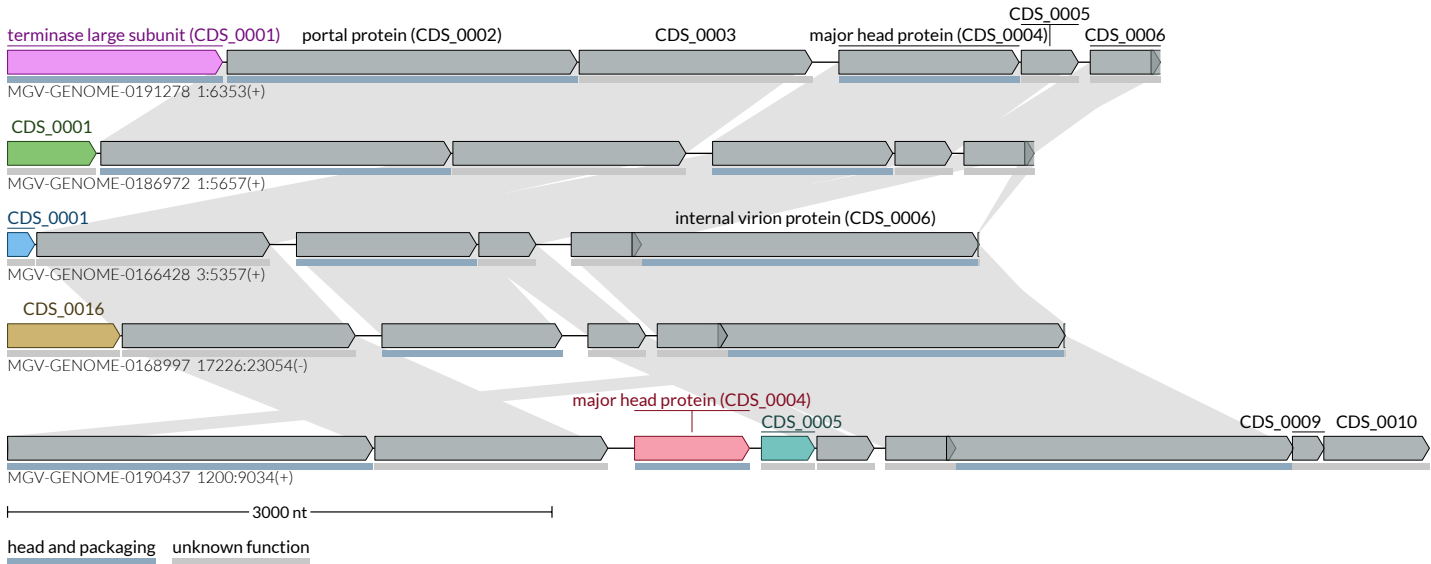 CDS_0005
terminase large subunit (CDS_0001) portal protein (CDS_0002) CDS_0003 major head protein (CDS_0004) CDS_0006
MGV-GENOME-0191278 1:6353(+)
CDS_0001
MGV-GENOME-0186972 1:5657(+)
CDS_0001 internal virion protein (CDS_0006)
MGV-GENOME-0166428 3:5357(+)
CDS_0016
MGV-GENOME-0168997 17226:23054(-)
major head protein (CDS_0004)
CDS_0005 CDS_0009 CDS_0010
MGV-GENOME-0190437 1200:9034(+)
3000 nt
head and packaging unknown function